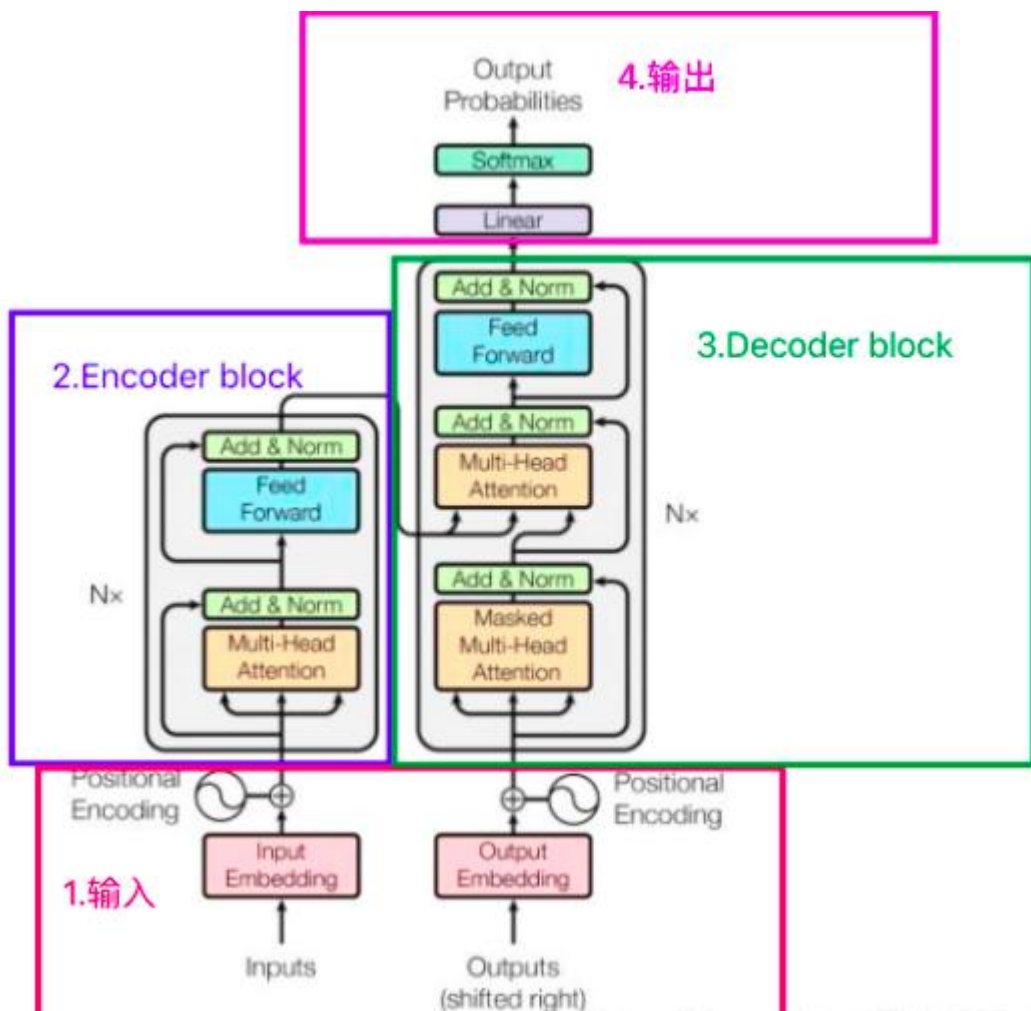 4.输出
Output
Probabilities
Softmax
Linear
3.Decoder block
Add & Norm
Feed
Forward
Add & Norm
Multi-Head
Attention
Nx
Add & Norm
Masked
Multi-Head
Attention
2.Encoder block
Add & Norm
Feed
Forward
Nx
Add & Norm
Multi-Head
Attention
1.输入
Positional
Encoding
Input
Embedding
Inputs
Positional
Encoding
Output
Embedding
Outputs
(shifted right)